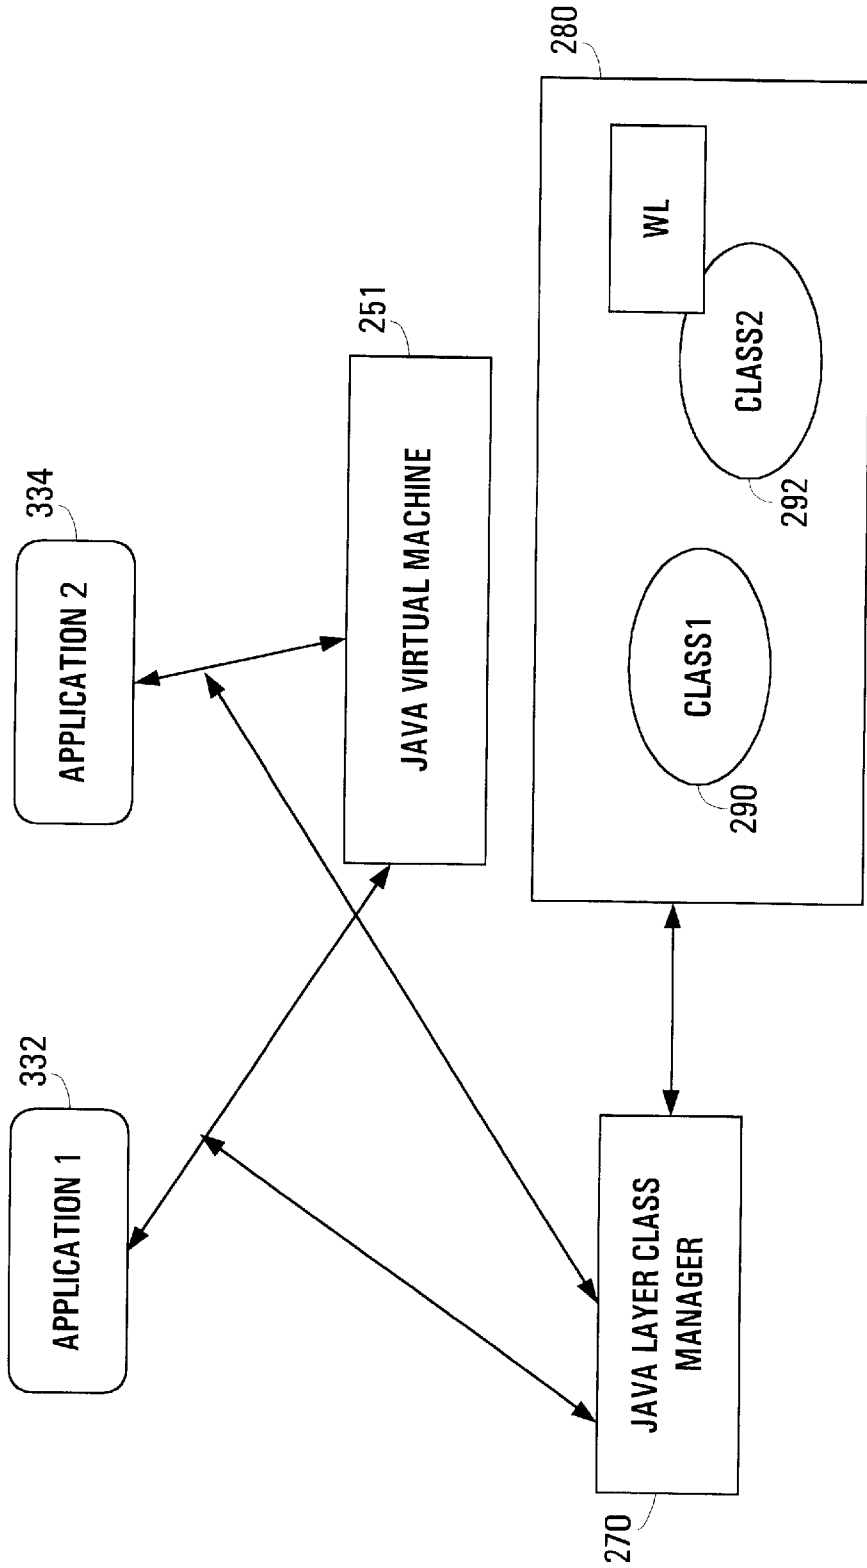 332
APPLICATION 1
334
APPLICATION 2
251
JAVA VIRTUAL MACHINE
270
JAVA LAYER CLASS
MANAGER
280
290
CLASS1
292
CLASS2
WL